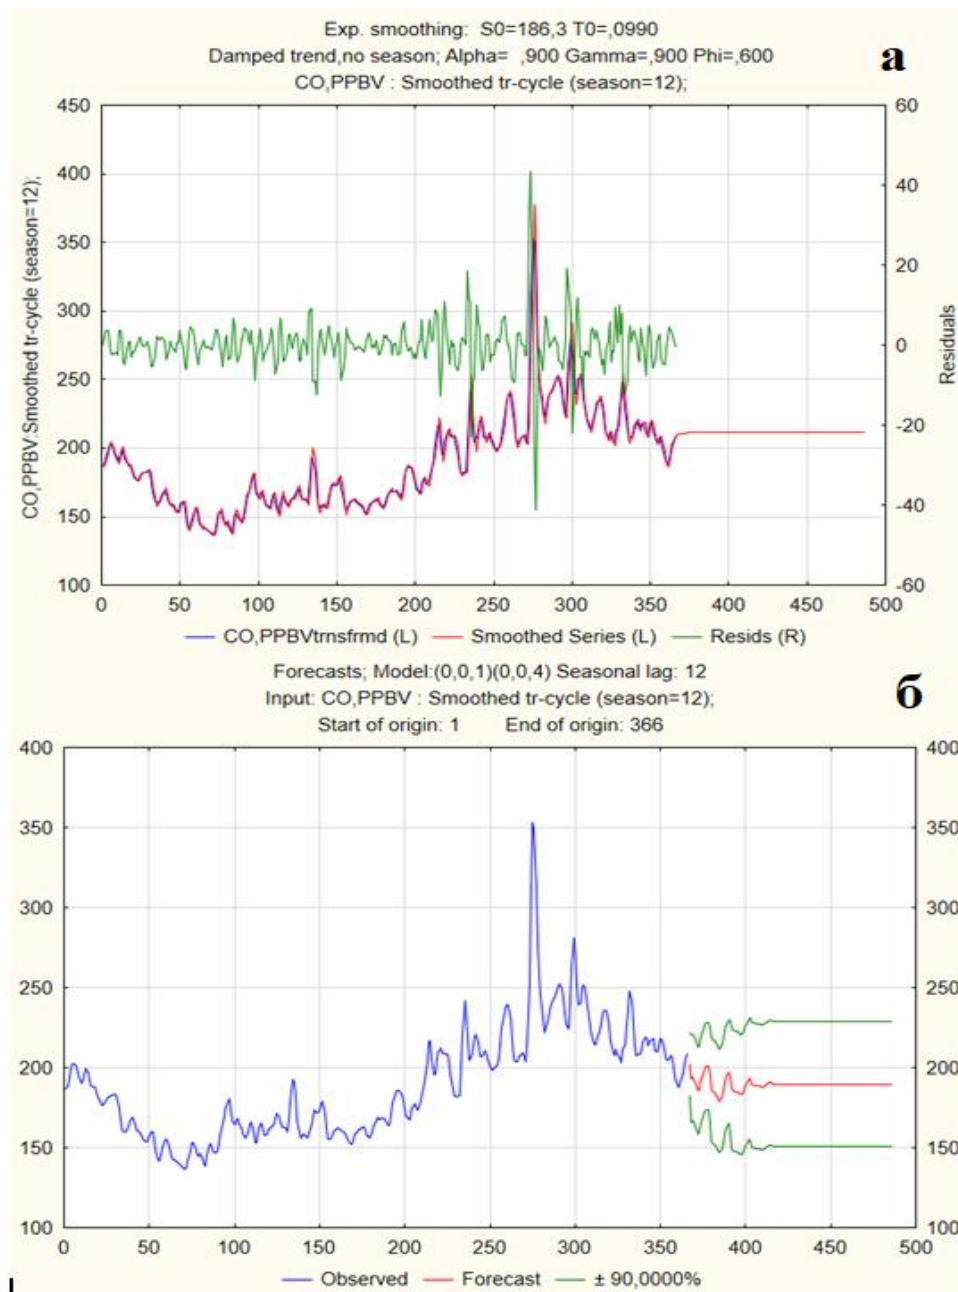 Exp. smoothing: S0=186,3 T0=,0990
Damped trend,no season; Alpha= ,900 Gamma=,900 Phi=,600
CO,PPBV : Smoothed tr-cycle (season=12);
а
450
400
350
300
250
200
150
100
CO,PPBV:Smoothed tr-cycle (season=12);
60
40
20
0
-20
-40
-60
Residuals
0 50 100 150 200 250 300 350 400 450 500
CO,PPBVtrnsfrmd (L) Smoothed Series (L) Resids (R)
Forecasts; Model:(0,0,1)(0,0,4) Seasonal lag: 12
Input: CO,PPBV : Smoothed tr-cycle (season=12);
Start of origin: 1 End of origin: 366
б
400
350
300
250
200
150
100
400
350
300
250
200
150
100
0 50 100 150 200 250 300 350 400 450 500
Observed Forecast ± 90,0000%